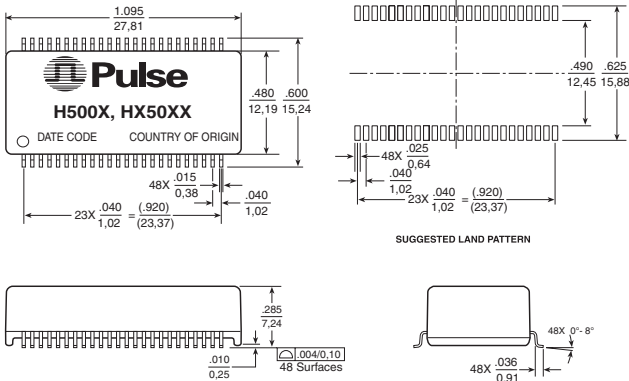 1.095
27,81
Pulse
H500X, HX50XX
DATE CODE COUNTRY OF ORIGIN
.480
12,19
.600
15,24
48X .015
0,38
.040
1,02
23X .040 = (.920)
1,02 (23,37)
.490
12,45
.625
15,88
48X .025
0,64
.040
1,02
23X .040 = (.920)
1,02 (23,37)
SUGGESTED LAND PATTERN
.285
7,24
.010
0,25
.004/0,10
48 Surfaces
48X 0°- 8°
48X .036
0,91